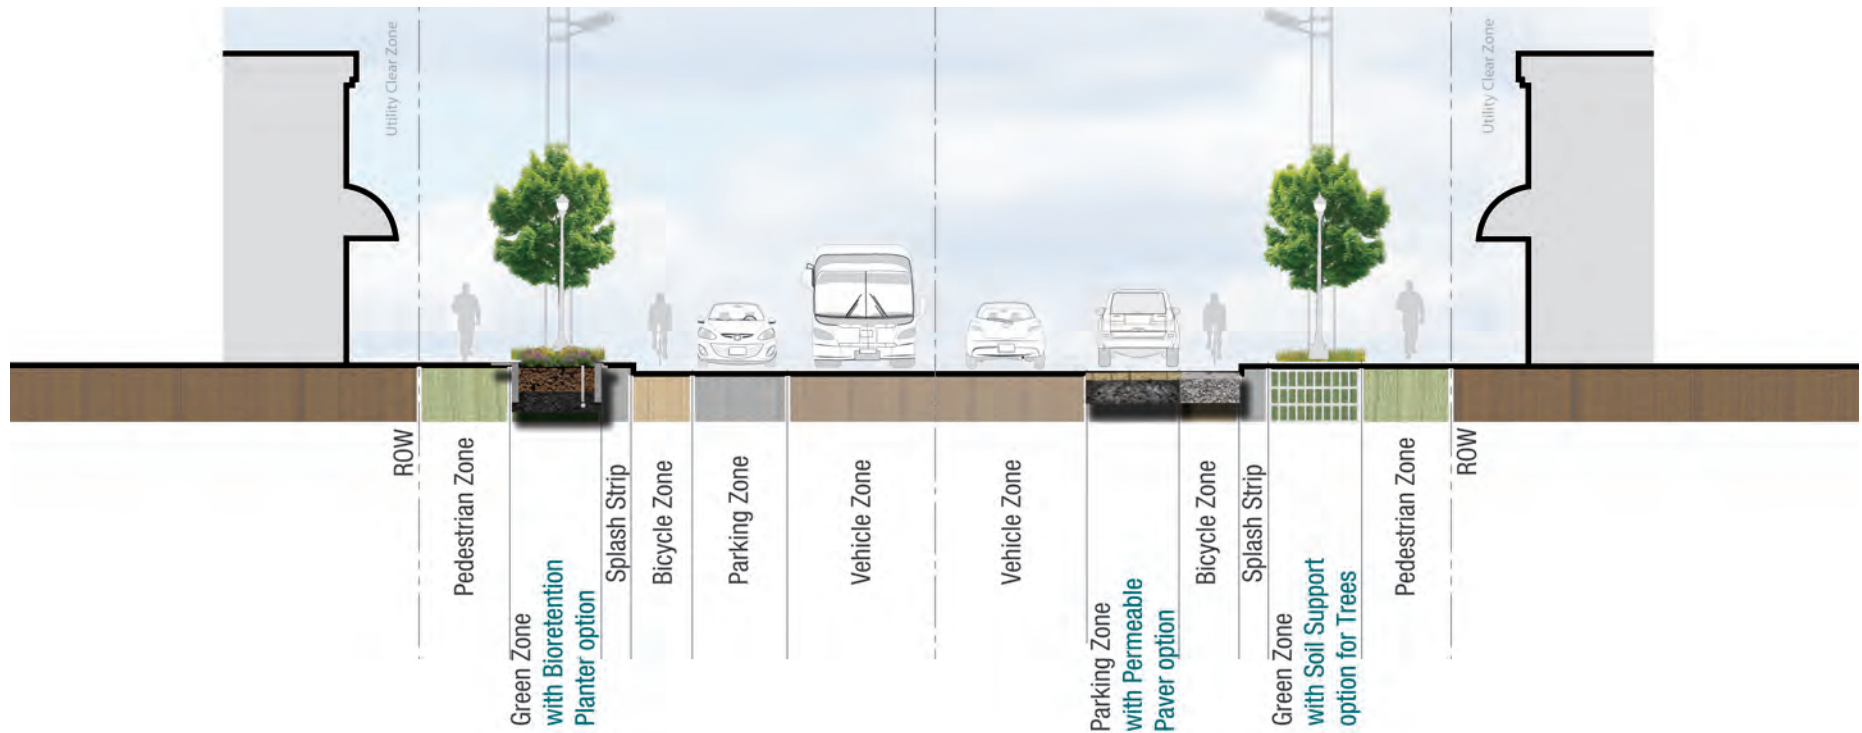 Utility Clear Zone
Utility Clear Zone
ROW
Pedestrian Zone
Green Zone
with Bioretention
Planter option
Splash Strip
Bicycle Zone
Parking Zone
Vehicle Zone
Vehicle Zone
Parking Zone
with Permeable
Paver option
Bicycle Zone
Splash Strip
Green Zone
with Soil Support
option for Trees
Pedestrian Zone
ROW